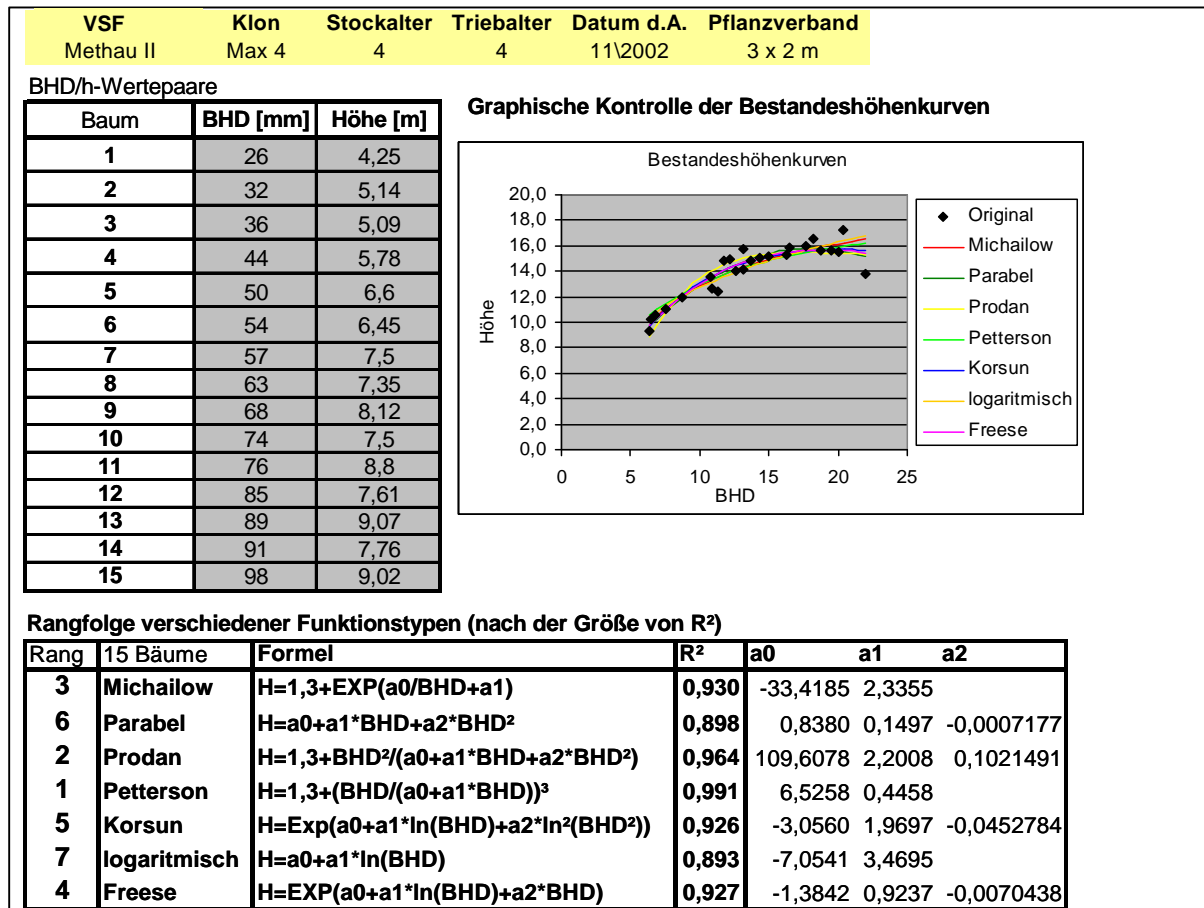 VSF Klon Stockalter Triebalter Datum d.A. Pflanzverband
Methau II Max 4 4 4 11\2002 3 x 2 m
BHD/h-Wertepaare
Baum BHD [mm] Höhe [m]
1 26 4,25
2 32 5,14
3 36 5,09
4 44 5,78
5 50 6,6
6 54 6,45
7 57 7,5
8 63 7,35
9 68 8,12
10 74 7,5
11 76 8,8
12 85 7,61
13 89 9,07
14 91 7,76
15 98 9,02
Graphische Kontrolle der Bestandeshöhenkurven
Bestandeshöhenkurven
20,0
18,0
16,0
14,0
12,0
10,0
8,0
6,0
4,0
2,0
0,0
Höhe
0 5 10 15 20 25
BHD
Original
Michailow
Parabel
Prodan
Petterson
Korsun
logaritmisch
Freese
Rangfolge verschiedener Funktionstypen (nach der Größe von R²)
Rang 15 Bäume Formel R² a0 a1 a2
3 Michailow H=1,3+EXP(a0/BHD+a1) 0,930 -33,4185 2,3355
6 Parabel H=a0+a1*BHD+a2*BHD² 0,898 0,8380 0,1497 -0,0007177
2 Prodan H=1,3+BHD²/(a0+a1*BHD+a2*BHD²) 0,964 109,6078 2,2008 0,1021491
1 Petterson H=1,3+(BHD/(a0+a1*BHD))³ 0,991 6,5258 0,4458
5 Korsun H=Exp(a0+a1*ln(BHD)+a2*ln²(BHD²)) 0,926 -3,0560 1,9697 -0,0452784
7 logaritmisch H=a0+a1*ln(BHD) 0,893 -7,0541 3,4695
4 Freese H=EXP(a0+a1*ln(BHD)+a2*BHD) 0,927 -1,3842 0,9237 -0,0070438